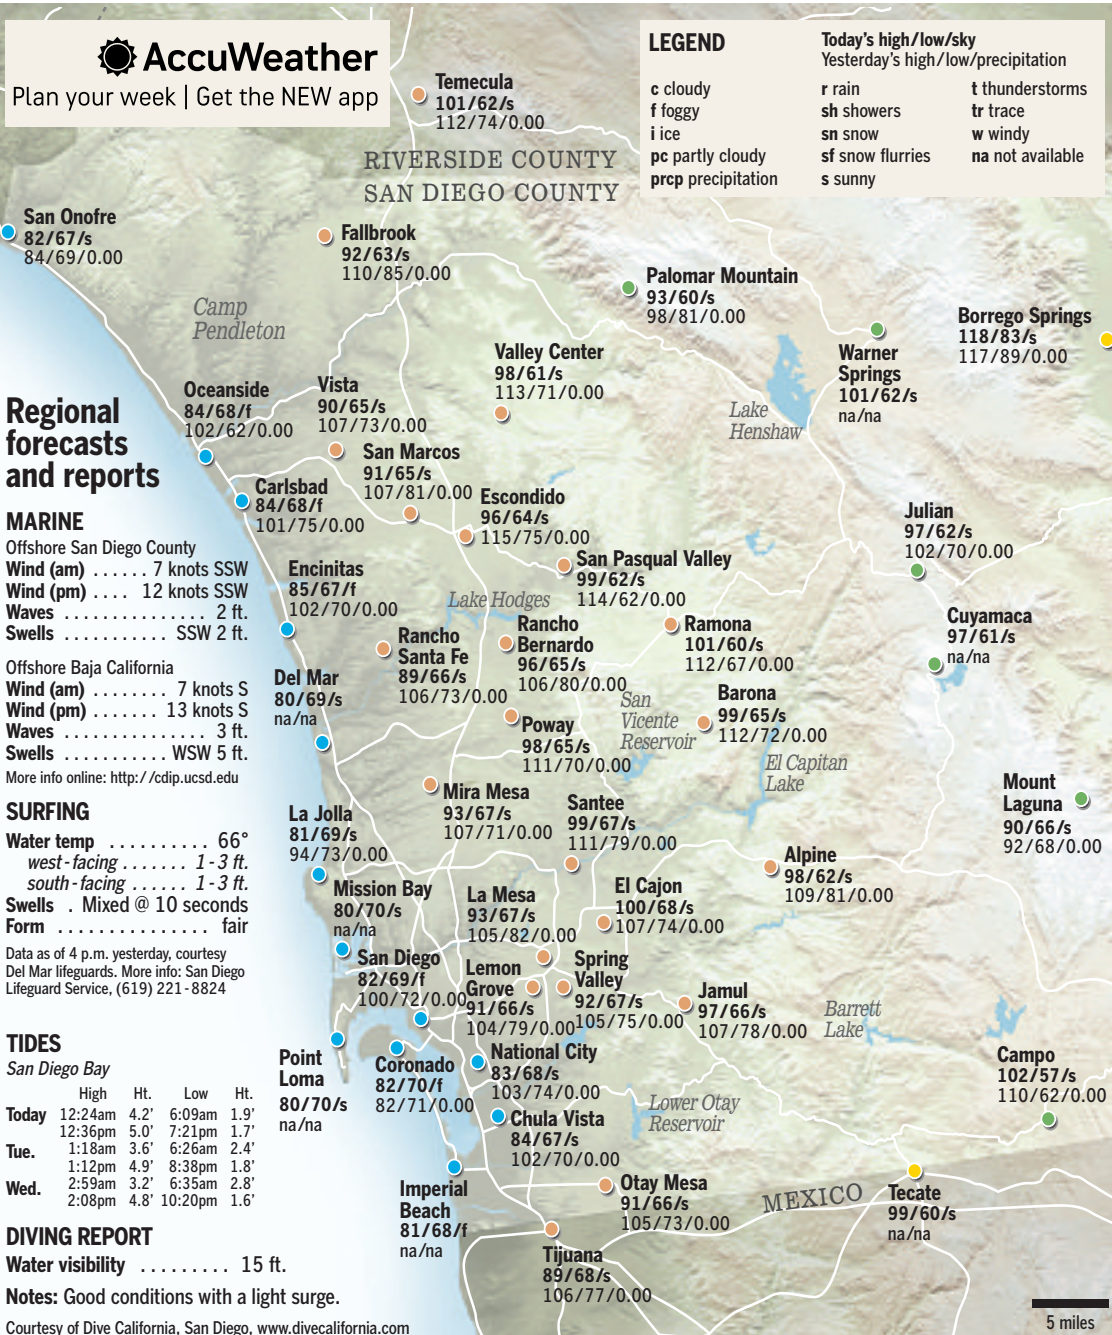 AccuWeather
Plan your week | Get the NEW app
LEGEND
Today's high/low/sky
Yesterday's high/low/precipitation
c cloudy
f foggy
i ice
pc partly cloudy
prcp precipitation
r rain
sh showers
sn snow
sf snow flurries
s sunny
t thunderstorms
tr trace
w windy
na not available
Temecula
101/62/s
112/74/0.00
RIVERSIDE COUNTY
SAN DIEGO COUNTY
San Onofre
82/67/s
84/69/0.00
Fallbrook
92/63/s
110/85/0.00
Camp
Pendleton
Palomar Mountain
93/60/s
98/81/0.00
Borrego Springs
118/83/s
117/89/0.00
Warner
Springs
101/62/s
na/na
Valley Center
98/61/s
113/71/0.00
Lake
Henshaw
Oceanside
84/68/f
102/62/0.00
Vista
90/65/s
107/73/0.00
San Marcos
91/65/s
107/81/0.00
Carlsbad
84/68/f
101/75/0.00
Escondido
96/64/s
115/75/0.00
Julian
97/62/s
102/70/0.00
San Pasqual Valley
99/62/s
114/62/0.00
Encinitas
85/67/f
102/70/0.00
Lake Hodges
Rancho
Bernardo
96/65/s
106/80/0.00
Ramona
101/60/s
112/67/0.00
Cuyamaca
97/61/s
na/na
Rancho
Santa Fe
89/66/s
106/73/0.00
Del Mar
80/69/s
na/na
San
Vicente
Reservoir
Barona
99/65/s
112/72/0.00
Poway
98/65/s
111/70/0.00
El Capitan
Lake
Mira Mesa
93/67/s
107/71/0.00
Santee
99/67/s
111/79/0.00
Mount
Laguna
90/66/s
92/68/0.00
La Jolla
81/69/s
94/73/0.00
Alpine
98/62/s
109/81/0.00
Mission Bay
80/70/s
na/na
La Mesa
93/67/s
105/82/0.00
El Cajon
100/68/s
107/74/0.00
San Diego
82/69/f
100/72/0.00
Lemon
Grove
91/66/s
104/79/0.00
Spring
Valley
92/67/s
105/75/0.00
Jamul
97/66/s
107/78/0.00
Barrett
Lake
Point
Loma
80/70/s
na/na
Coronado
82/70/f
82/71/0.00
National City
83/68/s
103/74/0.00
Campo
102/57/s
110/62/0.00
Chula Vista
84/67/s
102/70/0.00
Lower Otay
Reservoir
Imperial
Beach
81/68/f
na/na
Otay Mesa
91/66/s
105/73/0.00
MEXICO
Tecate
99/60/s
na/na
Tijuana
89/68/s
106/77/0.00
5 miles
Regional
forecasts
and reports
MARINE
Offshore San Diego County
Wind (am) . . . . . . 7 knots SSW
Wind (pm) . . . . 12 knots SSW
Waves . . . . . . . . . . . . . . . 2 ft.
Swells . . . . . . . . . . . SSW 2 ft.
Offshore Baja California
Wind (am) . . . . . . . . 7 knots S
Wind (pm) . . . . . . . 13 knots S
Waves . . . . . . . . . . . . . . . 3 ft.
Swells . . . . . . . . . . . WSW 5 ft.
More info online: http://cdip.ucsd.edu
SURFING
Water temp . . . . . . . . . . 66°
west-facing . . . . . . . 1-3 ft.
south-facing . . . . . . 1-3 ft.
Swells . Mixed @ 10 seconds
Form . . . . . . . . . . . . . . . fair
Data as of 4 p.m. yesterday, courtesy
Del Mar lifeguards. More info: San Diego
Lifeguard Service, (619) 221-8824
TIDES
San Diego Bay
High Ht. Low Ht.
Today 12:24am 4.2' 6:09am 1.9'
12:36pm 5.0' 7:21pm 1.7'
Tue. 1:18am 3.6' 6:26am 2.4'
1:12pm 4.9' 8:38pm 1.8'
Wed. 2:59am 3.2' 6:35am 2.8'
2:08pm 4.8' 10:20pm 1.6'
DIVING REPORT
Water visibility . . . . . . . . . 15 ft.
Notes: Good conditions with a light surge.
Courtesy of Dive California, San Diego, www.divecalifornia.com